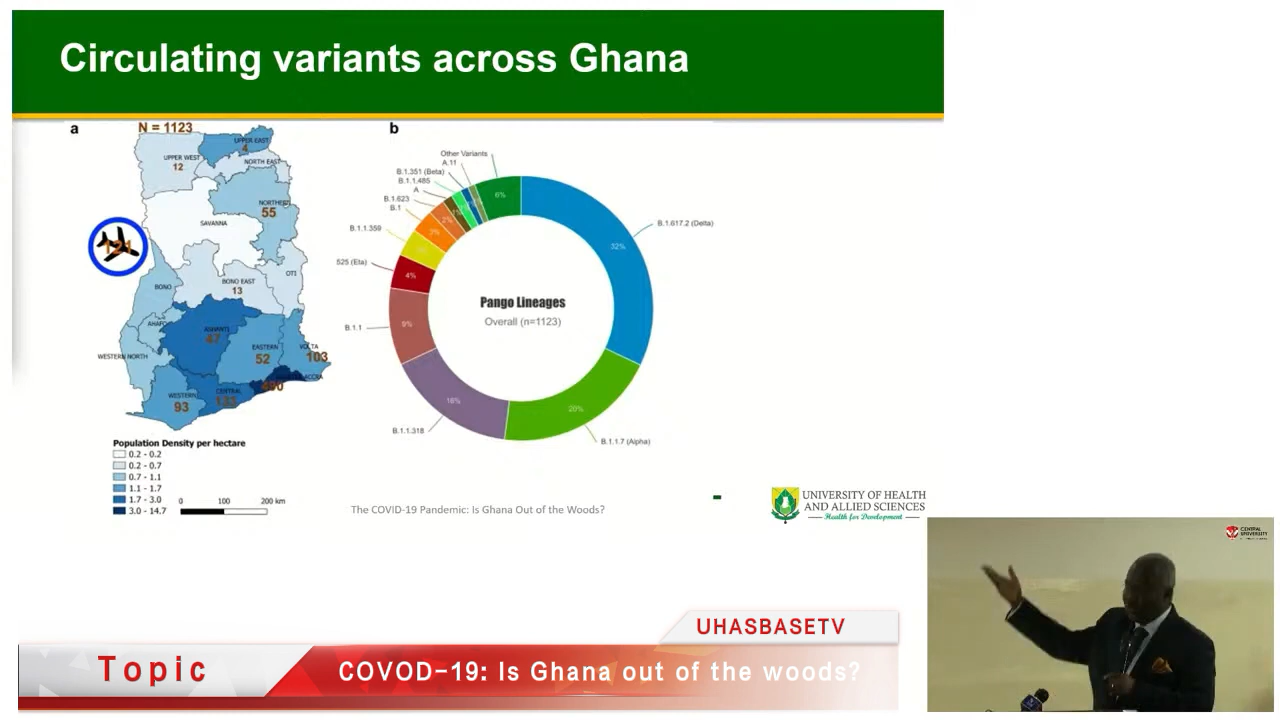 Circulating variants across Ghana
a
N = 1123
UPPER EAST
4
UPPER WEST
12
NORTH EAST
NORTHERN
55
SAVANNA
121
OTI
BONO
BONO EAST
13
AHAFO
ASHANTI
47
EASTERN
52
VOLTA
103
WESTERN NORTH
ACCRA
WESTERN
93
CENTRAL
Population Density per hectare
0.2 - 0.2
0.2 - 0.7
0.7 - 1.1
1.1 - 1.7
1.7 - 3.0
3.0 - 14.7
0 100 200 km
b
Other Variants
A.11
B.1.351 (Beta)
B.1.1.485
A
B.1.623
B.1
B.1.1.359
525 (Eta)
B.1.1
B.1.1.318
B.1.1.7 (Alpha)
B.1.617.2 (Delta)
6%
32%
20%
16%
9%
4%
3%
2%
1%
Pango Lineages
Overall (n=1123)
The COVID-19 Pandemic: Is Ghana Out of the Woods?
UNIVERSITY OF HEALTH
AND ALLIED SCIENCES
Health for Development
CENTRAL
UNIVERSITY
UHASBASETV
Topic
COVOD-19: Is Ghana out of the woods?